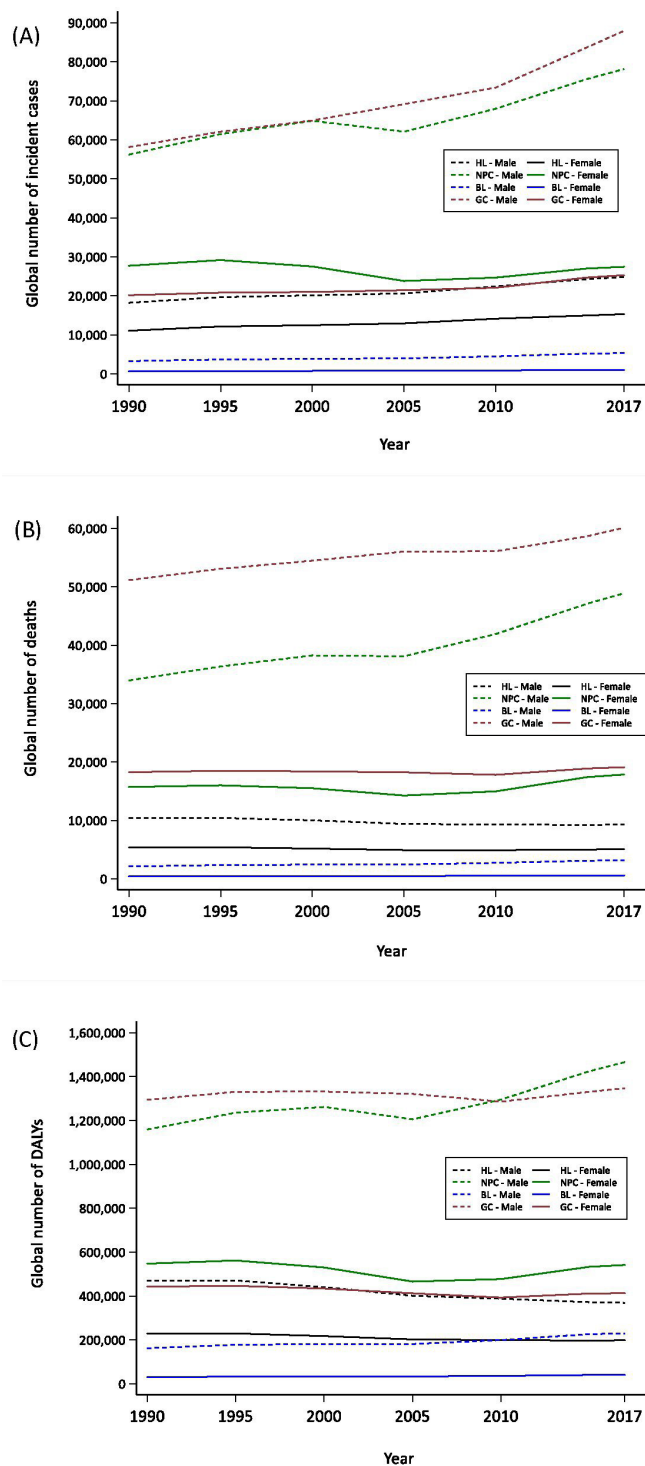 (A)
90,000
80,000
70,000
60,000
50,000
40,000
30,000
20,000
10,000
0
Global number of incident cases
HL - Male HL - Female
NPC - Male NPC - Female
BL - Male BL - Female
GC - Male GC - Female
1990 1995 2000 2005 2010 2017
Year
(B)
60,000
50,000
40,000
30,000
20,000
10,000
0
Global number of deaths
HL - Male HL - Female
NPC - Male NPC - Female
BL - Male BL - Female
GC - Male GC - Female
1990 1995 2000 2005 2010 2017
Year
(C)
1,600,000
1,400,000
1,200,000
1,000,000
800,000
600,000
400,000
200,000
0
Global number of DALYs
HL - Male HL - Female
NPC - Male NPC - Female
BL - Male BL - Female
GC - Male GC - Female
1990 1995 2000 2005 2010 2017
Year